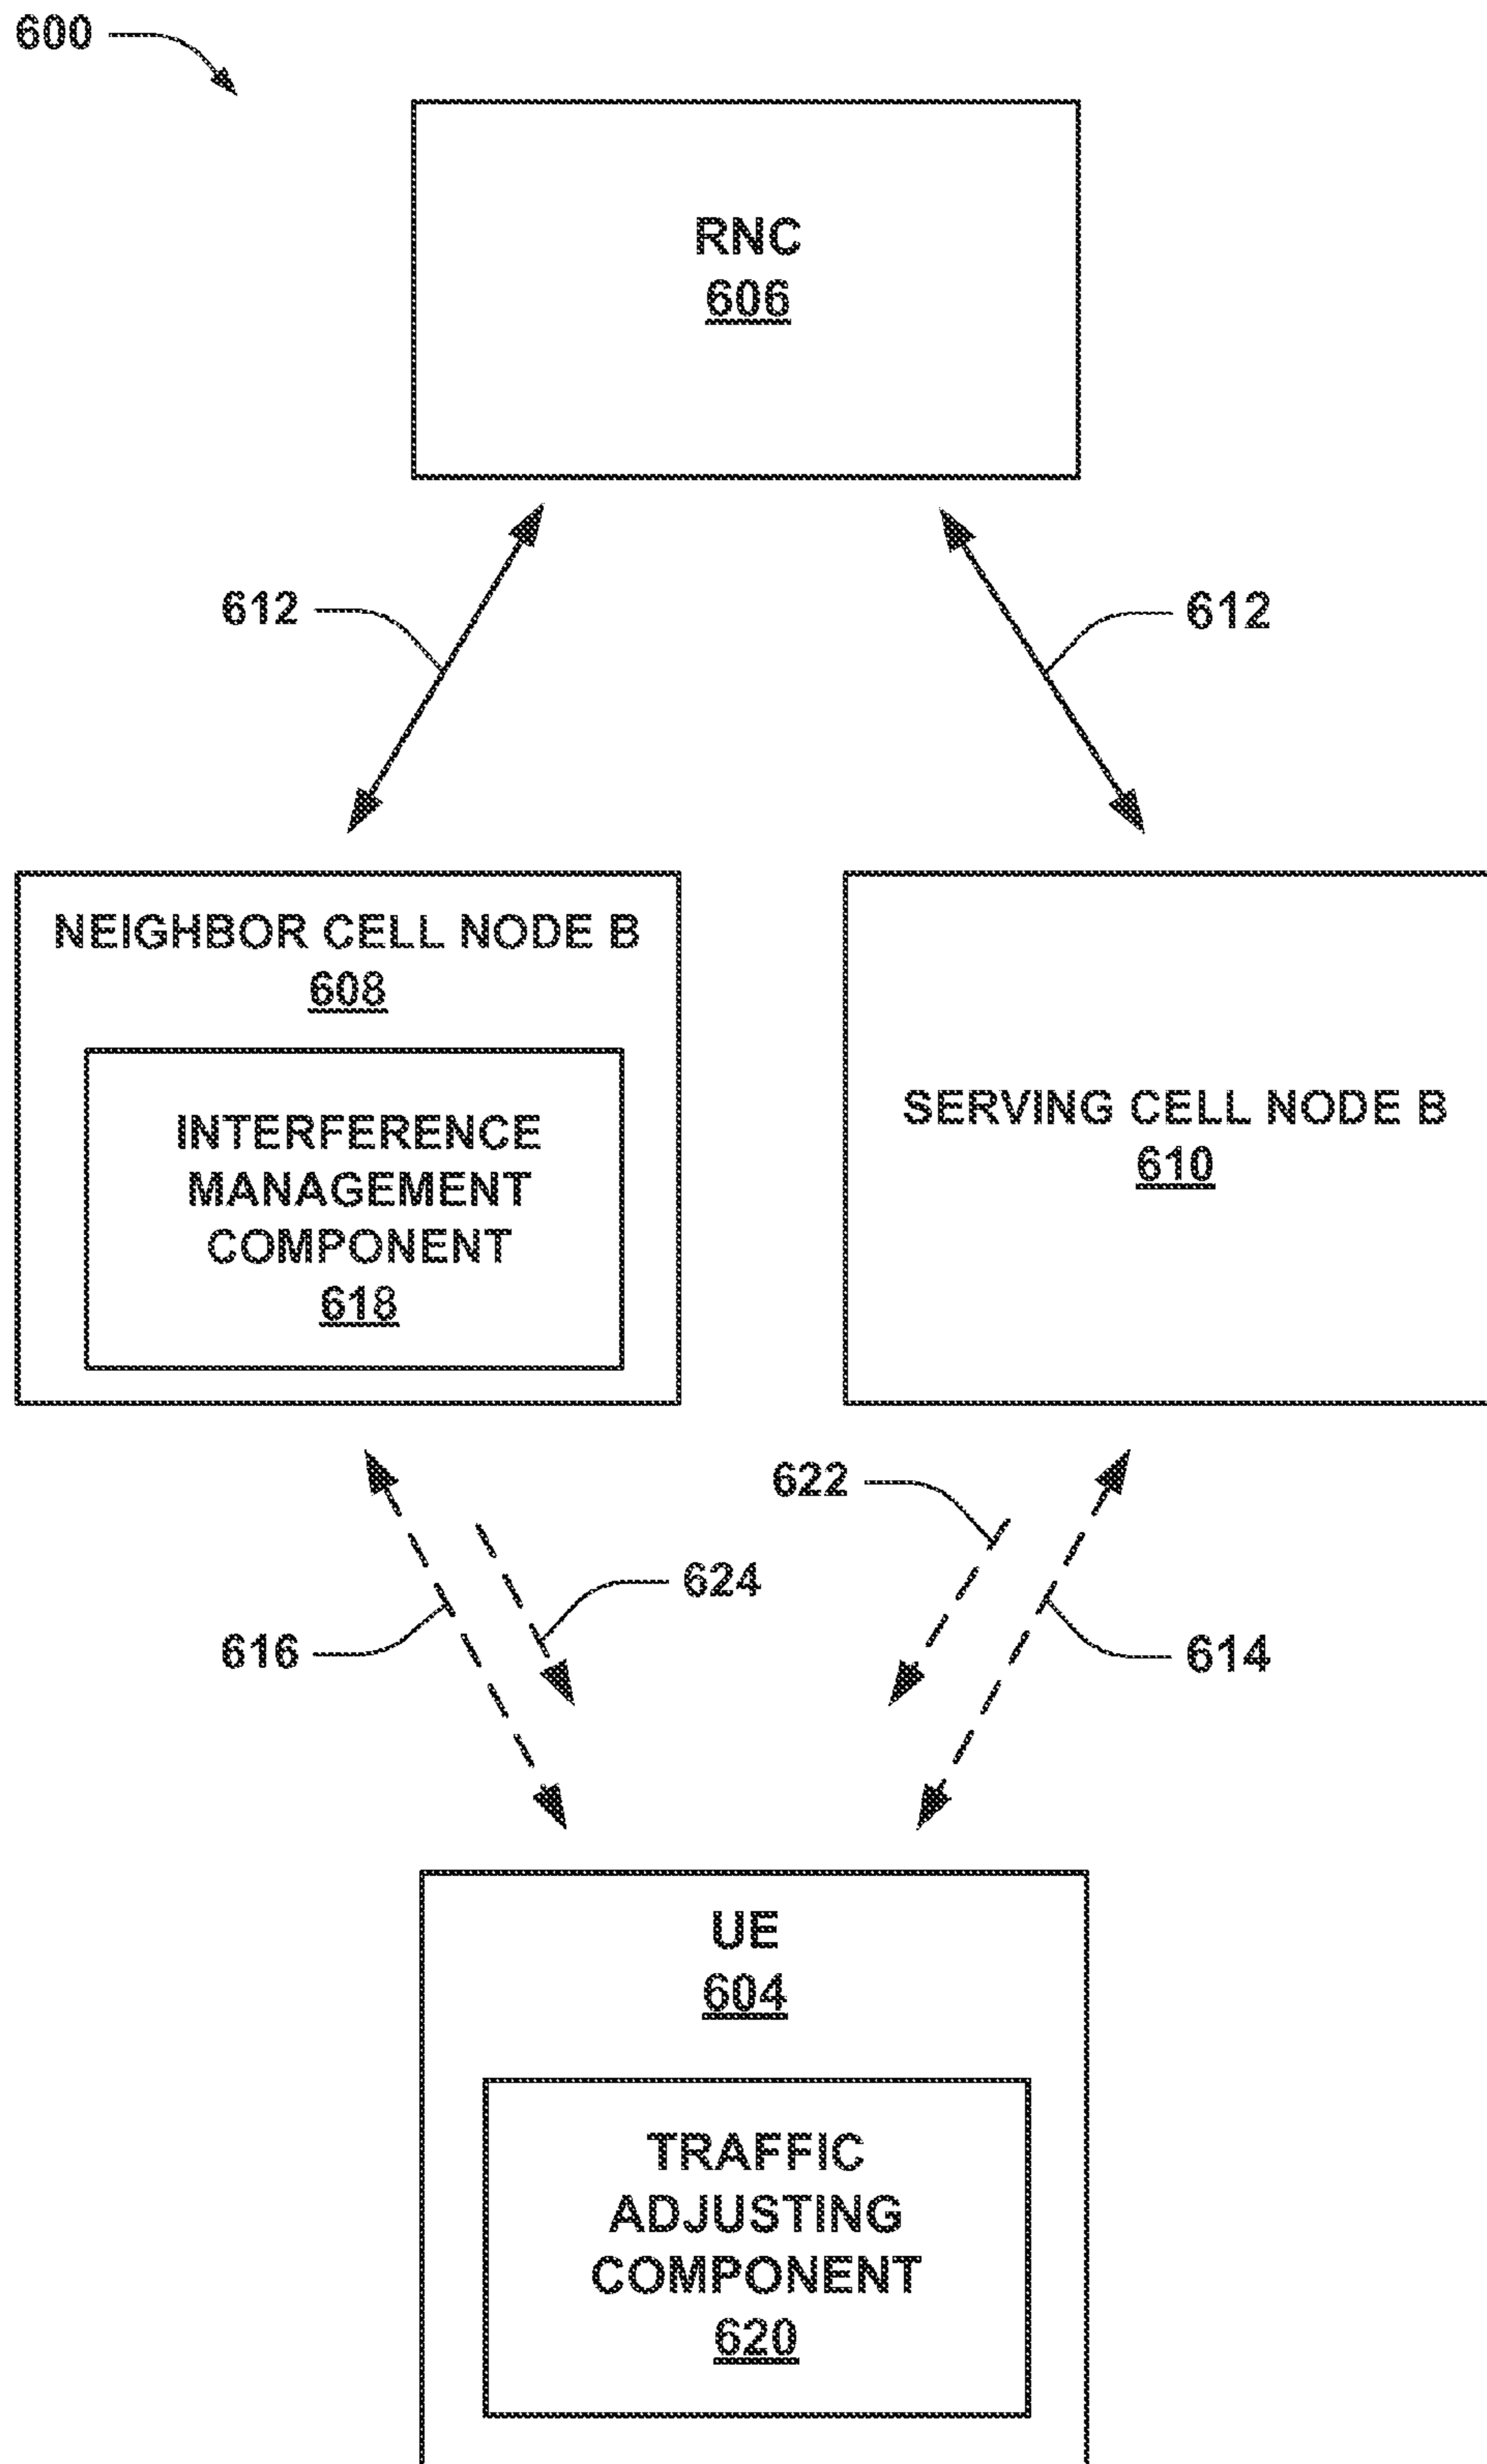 600
RNC
606
612
612
NEIGHBOR CELL NODE B
608
INTERFERENCE
MANAGEMENT
COMPONENT
618
SERVING CELL NODE B
610
622
624
616
614
UE
604
TRAFFIC
ADJUSTING
COMPONENT
620